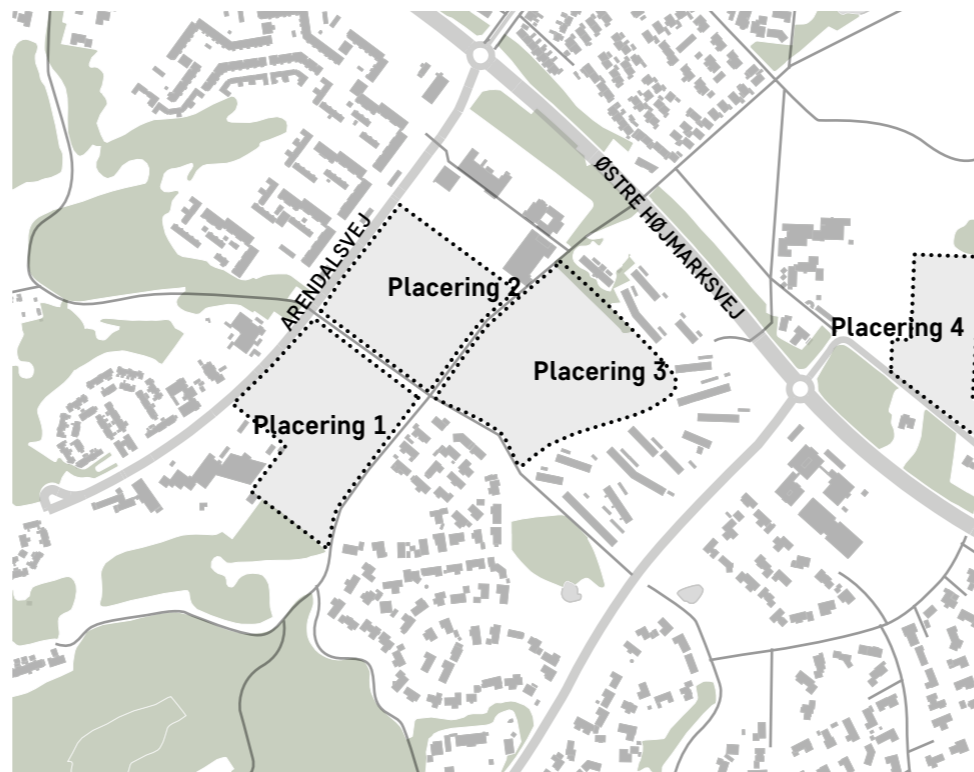 ØSTRE HØJMARKSVEJ
ARENDALSVEJ
Placering 2
Placering 4
Placering 3
Placering 1